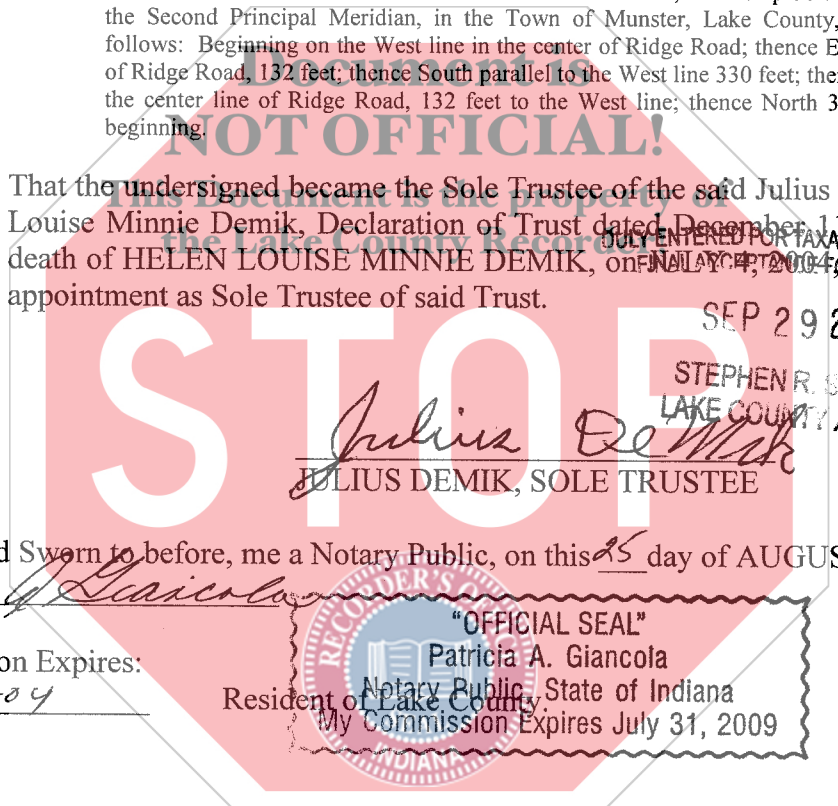 the Second Principal Meridian, in the Town of Munster, Lake County,
follows: Beginning on the West line in the center of Ridge Road; thence E
of Ridge Road, 132 feet; thence South parallel to the West line 330 feet; the
the center line of Ridge Road, 132 feet to the West line; thence North 3
beginning.
Document is
NOT OFFICIAL!
This Document is the property of
the Lake County Recorder!
That the undersigned became the Sole Trustee of the said Julius
Louise Minnie Demik, Declaration of Trust dated December 1
death of HELEN LOUISE MINNIE DEMIK, on JULY 4, 2004,
appointment as Sole Trustee of said Trust.
DULY ENTERED FOR TAXA
FINAL ACCEPTANCE F
SEP 29 2
STEPHEN R. S
LAKE COUNTY A
STOP
Julius DeMik
JULIUS DEMIK, SOLE TRUSTEE
d Sworn to before, me a Notary Public, on this 25 day of AUGUS
Giancola
RECORDER'S OFFICE
INDIANA
"OFFICIAL SEAL"
Patricia A. Giancola
Notary Public, State of Indiana
My Commission Expires July 31, 2009
on Expires:
Resident of Lake County